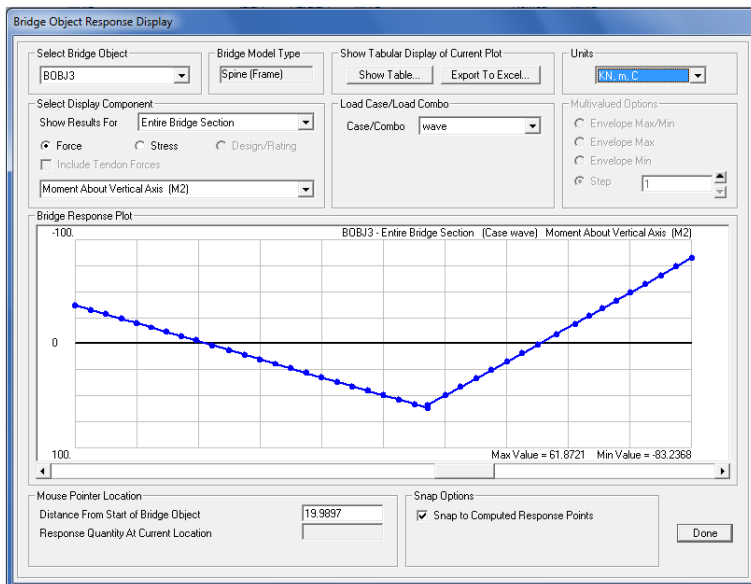 Bridge Object Response Display
Select Bridge Object
BOBJ3
Bridge Model Type
Spine (Frame)
Show Tabular Display of Current Plot
Show Table...
Export To Excel...
Units
KN, m, C
Select Display Component
Show Results For
Entire Bridge Section
Force
Stress
Design/Rating
Include Tendon Forces
Moment About Vertical Axis (M2)
Load Case/Load Combo
Case/Combo
wave
Multivalued Options
Envelope Max/Min
Envelope Max
Envelope Min
Step
1
Bridge Response Plot
-100.
BOBJ3 - Entire Bridge Section (Case wave) Moment About Vertical Axis (M2)
0
100.
Max Value = 61.8721 Min Value = -83.2368
Mouse Pointer Location
Distance From Start of Bridge Object
19.9897
Response Quantity At Current Location
Snap Options
Snap to Computed Response Points
Done